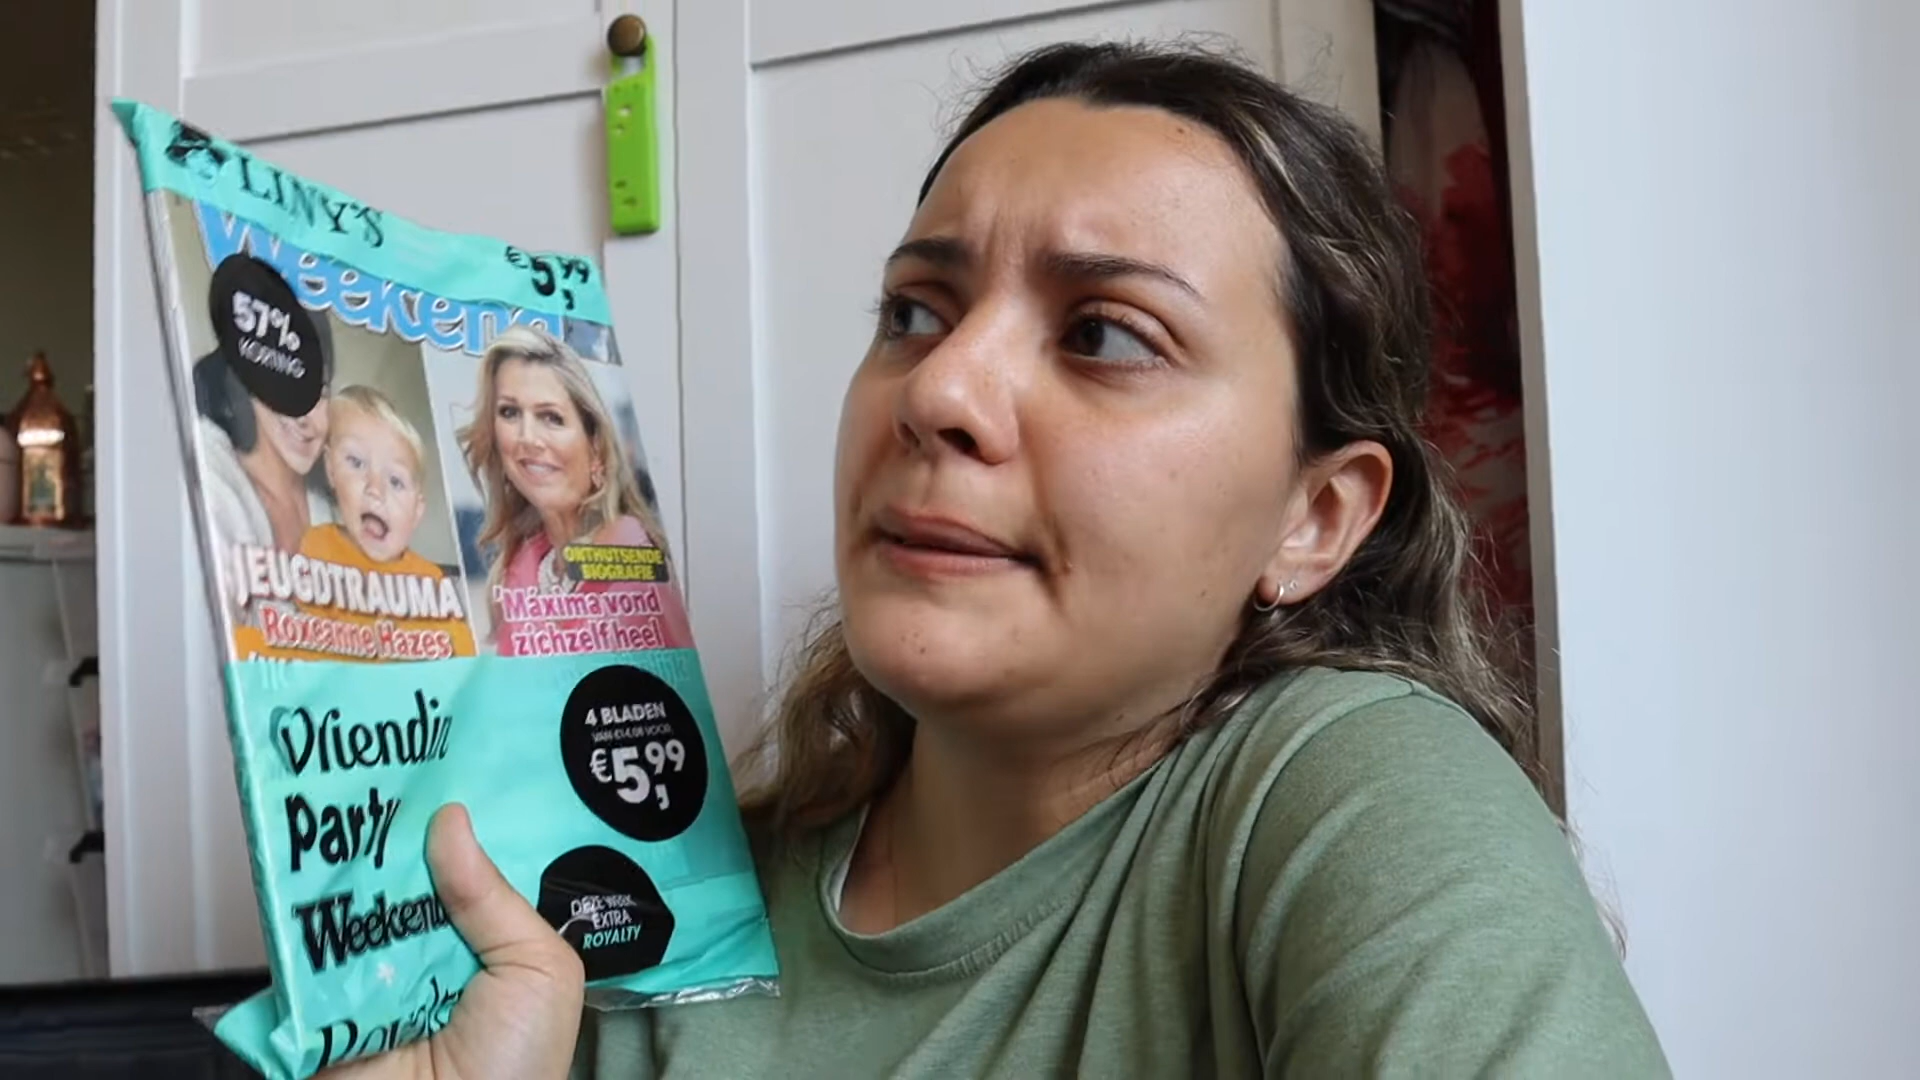 LINY'S
€5,99
Weekend
57%
KORTING
JEUGDTRAUMA
Roxeanne Hazes
ONTHUTSENDE
BIOGRAFIE
'Máxima vond
zichzelf heel
Vriendin
Party
Weekend
4 BLADEN
VOOR
€5,99
DEZE WEEK
EXTRA
ROYALTY